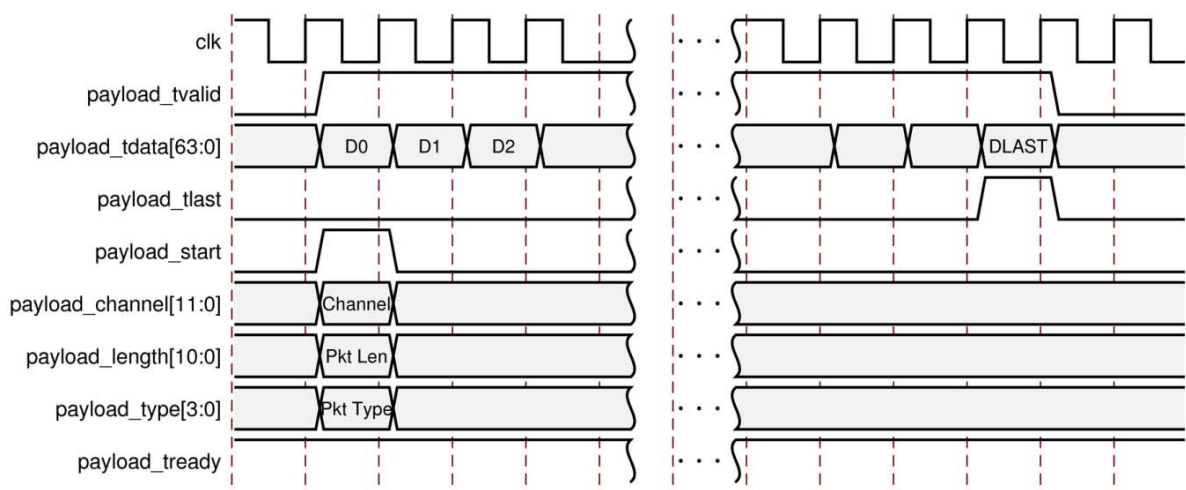 clk
. . .
payload_tvalid
. . .
payload_tdata[63:0] D0 D1 D2 . . . DLAST
payload_tlast
. . .
payload_start
. . .
payload_channel[11:0] Channel . . .
payload_length[10:0] Pkt Len . . .
payload_type[3:0] Pkt Type . . .
payload_tready
. . .